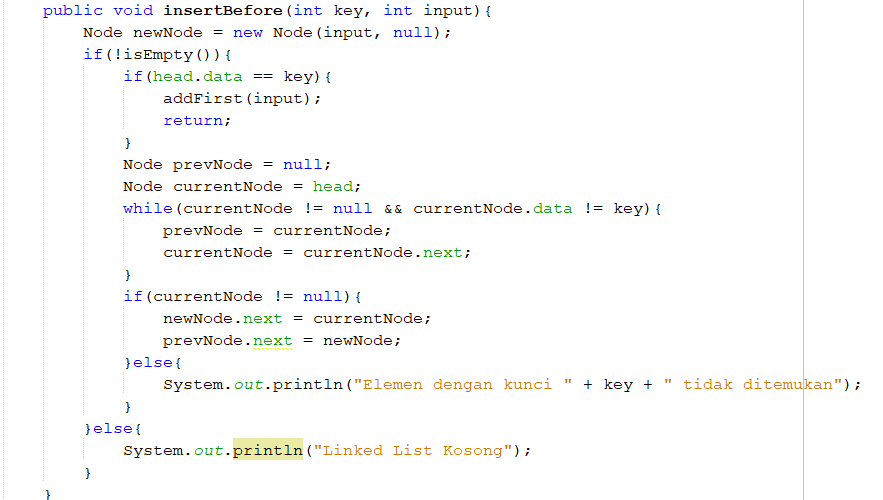 public void insertBefore(int key, int input){
    Node newNode = new Node(input, null);
    if(!isEmpty()){
        if(head.data == key){
            addFirst(input);
            return;
        }
        Node prevNode = null;
        Node currentNode = head;
        while(currentNode != null && currentNode.data != key){
            prevNode = currentNode;
            currentNode = currentNode.next;
        }
        if(currentNode != null){
            newNode.next = currentNode;
            prevNode.next = newNode;
        }else{
            System.out.println("Elemen dengan kunci " + key + " tidak ditemukan");
        }
    }else{
        System.out.println("Linked List Kosong");
    }
}